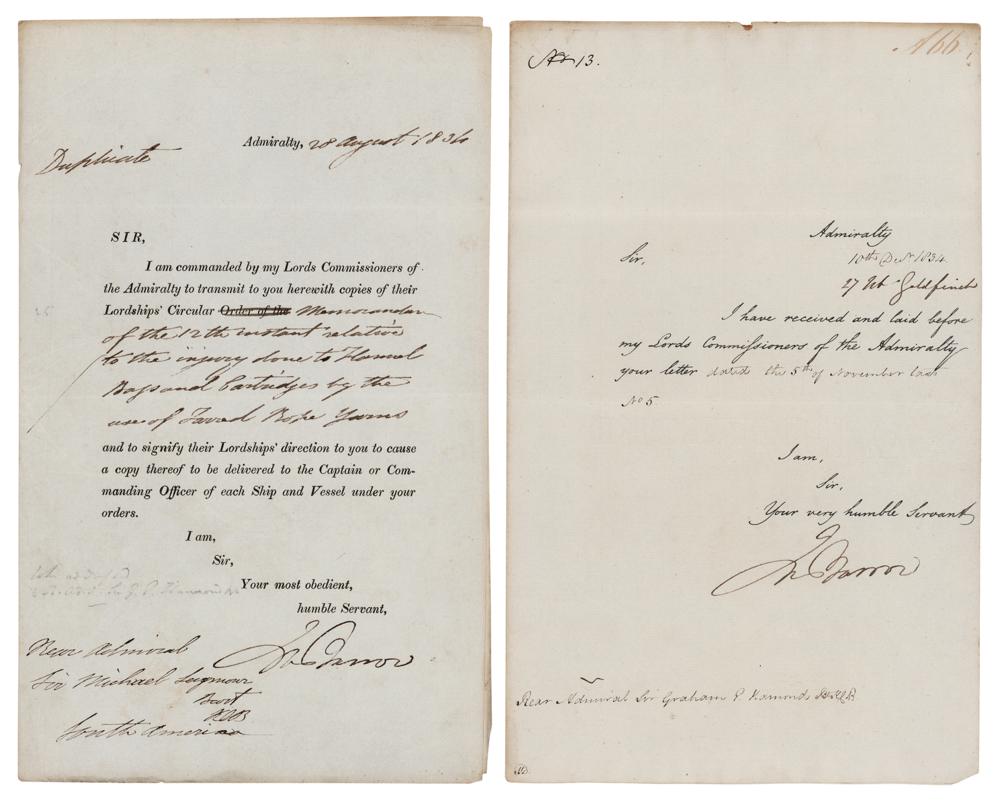 Admiralty, 28 August 1834
Duplicate
SIR,
I am commanded by my Lords Commissioners of
the Admiralty to transmit to you herewith copies of their
Lordships' Circular Order of the Memorandum
of the 12th instant relative
to the injury done to Flannel
Bags and Cartridges by the
use of Tarred Rope Yarns
and to signify their Lordships' direction to you to cause
a copy thereof to be delivered to the Captain or Com-
manding Officer of each Ship and Vessel under your
orders.
I am,
Sir,
Your most obedient,
humble Servant,
Jn Barrow
Rear Admiral
Sir Michael Seymour
Bart
KCB
South America
No 13.
Admiralty
10th Decr 1834.
27 Goldfinch
Sir,
I have received and laid before
my Lords Commissioners of the Admiralty
your letter dated the 5th of November last
No 5
I am,
Sir,
Your very humble Servant
Jn Barrow
Rear Admiral Sir Graham E Hamond